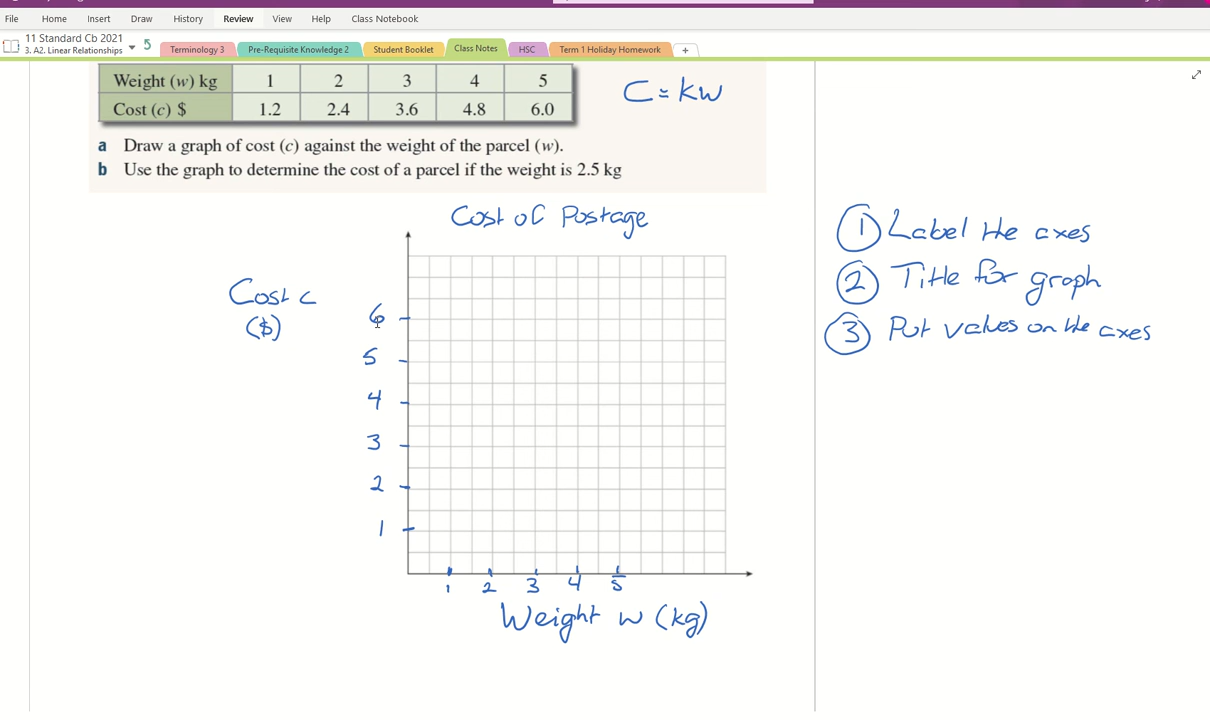 File Home Insert Draw History Review View Help Class Notebook
11 Standard Cb 2021
3. A2. Linear Relationships 5 Terminology 3 Pre-Requisite Knowledge 2 Student Booklet Class Notes HSC Term 1 Holiday Homework +
Weight (w) kg 1 2 3 4 5
Cost (c) $ 1.2 2.4 3.6 4.8 6.0
C = kw
a Draw a graph of cost (c) against the weight of the parcel (w).
b Use the graph to determine the cost of a parcel if the weight is 2.5 kg
Cost of Postage
Cost c
($)
6
5
4
3
2
1
1 2 3 4 5
Weight w (kg)
1 Label the axes
2 Title for graph
3 Put values on the axes